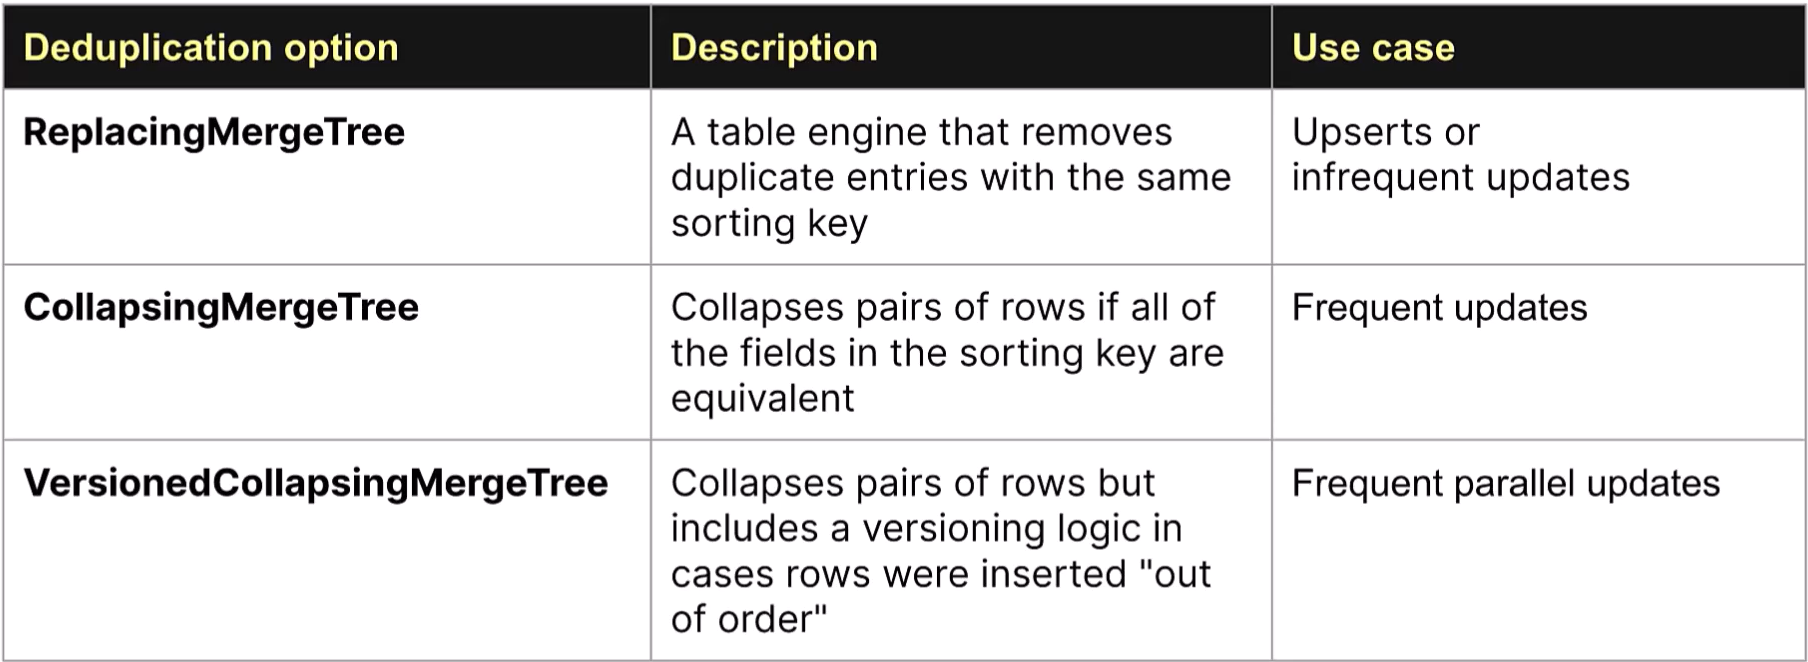 Deduplication option
Description
Use case
ReplacingMergeTree
A table engine that removes
duplicate entries with the same
sorting key
Upserts or
infrequent updates
CollapsingMergeTree
Collapses pairs of rows if all of
the fields in the sorting key are
equivalent
Frequent updates
VersionedCollapsingMergeTree
Collapses pairs of rows but
includes a versioning logic in
cases rows were inserted "out
of order"
Frequent parallel updates